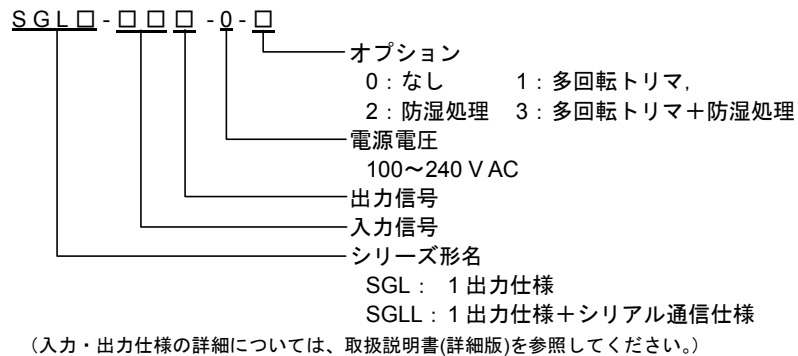 SGL□-□□□-0-□
オプション
0：なし　1：多回転トリマ,
2：防湿処理　3：多回転トリマ＋防湿処理
電源電圧
100～240 V AC
出力信号
入力信号
シリーズ形名
SGL：　1 出力仕様
SGLL：1 出力仕様＋シリアル通信仕様
（入力・出力仕様の詳細については、取扱説明書(詳細版)を参照してください。）